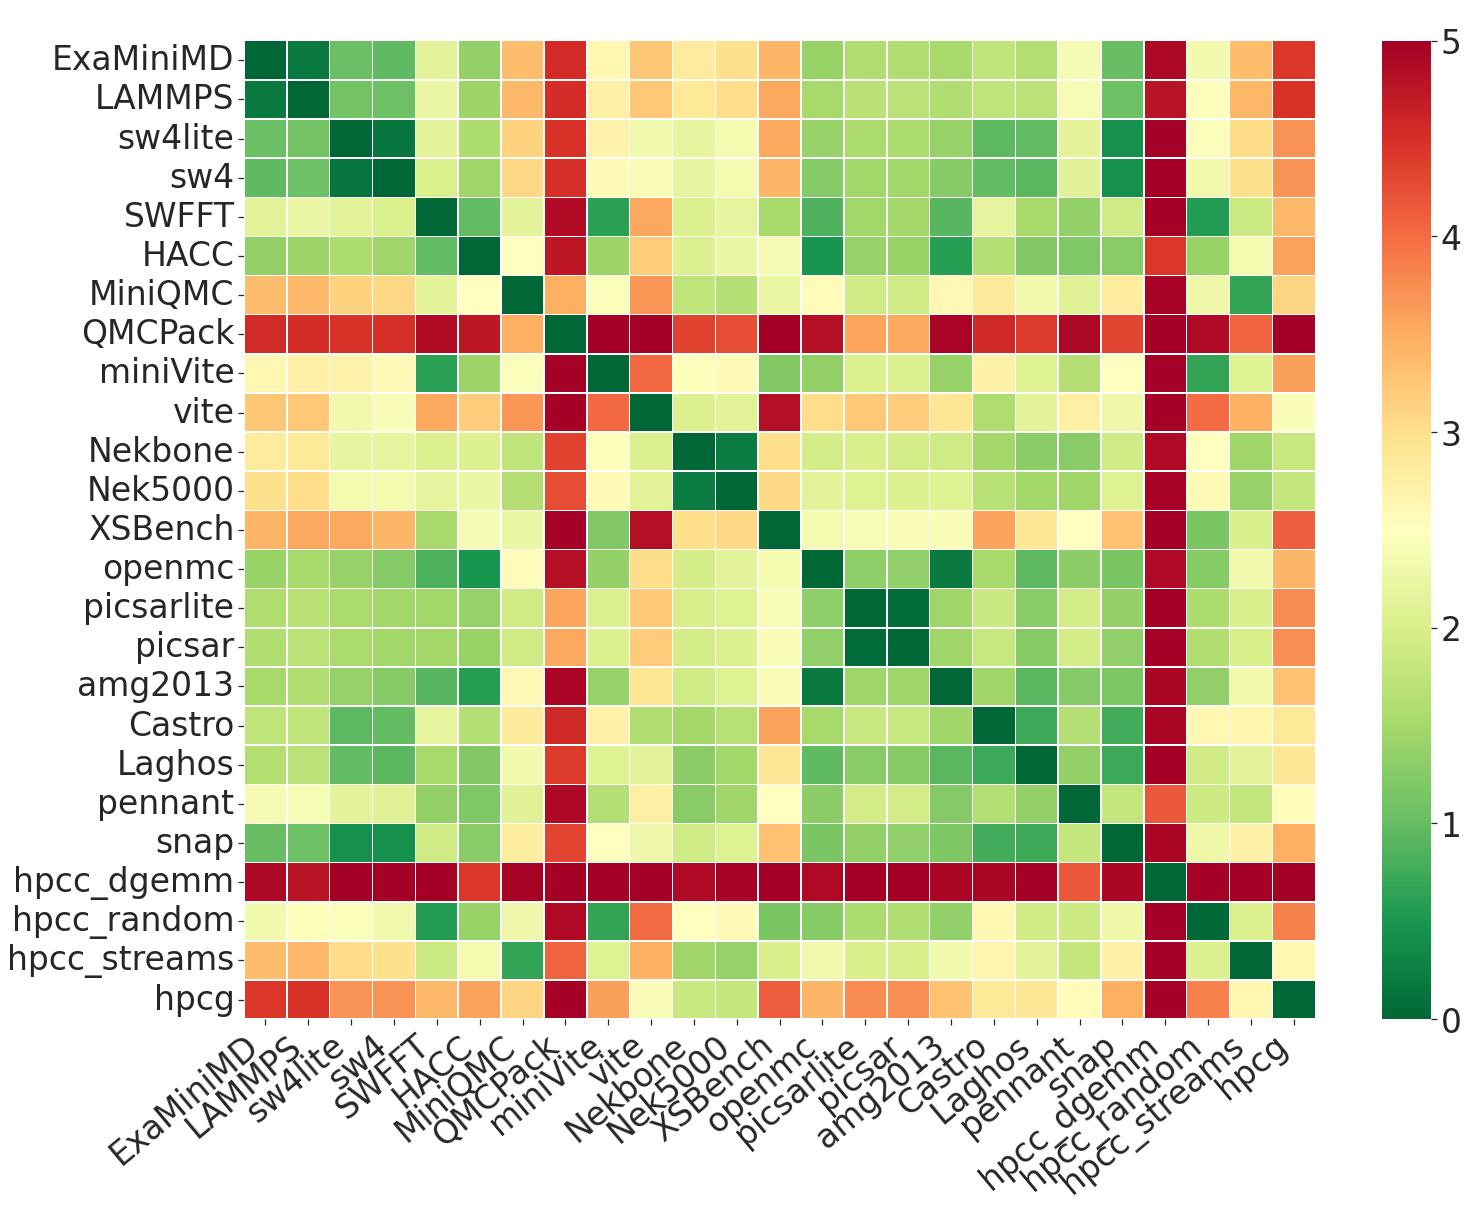 ExaMiniMD
LAMMPS
sw4lite
sw4
SWFFT
HACC
MiniQMC
QMCPack
miniVite
vite
Nekbone
Nek5000
XSBench
openmc
picsarlite
picsar
amg2013
Castro
Laghos
pennant
snap
hpcc_dgemm
hpcc_random
hpcc_streams
hpcg
ExaMiniMD
LAMMPS
sw4lite
sw4
SWFFT
HACC
MiniQMC
QMCPack
miniVite
vite
Nekbone
Nek5000
XSBench
openmc
picsarlite
picsar
amg2013
Castro
Laghos
pennant
snap
hpcc_dgemm
hpcc_random
hpcc_streams
hpcg
5
4
3
2
1
0